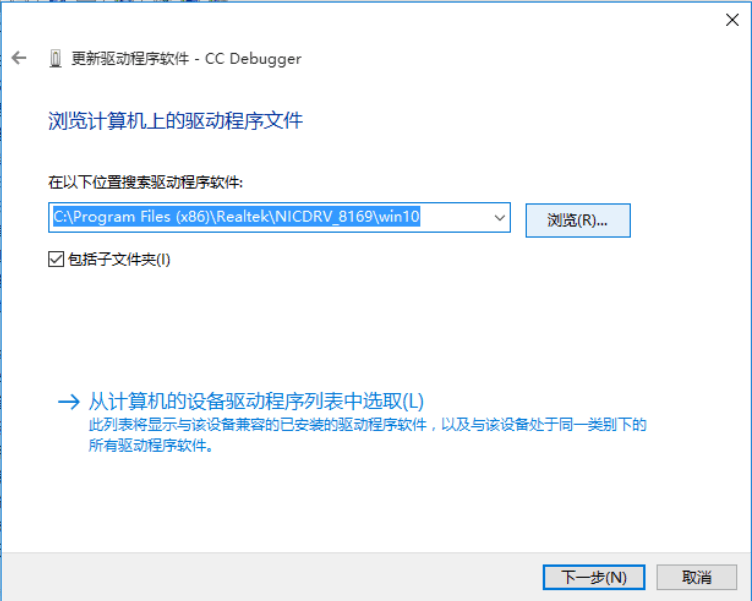 更新驱动程序软件 - CC Debugger
浏览计算机上的驱动程序文件
在以下位置搜索驱动程序软件:
C:\Program Files (x86)\Realtek\NICDRV_8169\win10
浏览(R)...
包括子文件夹(I)
从计算机的设备驱动程序列表中选取(L)
此列表将显示与该设备兼容的已安装的驱动程序软件，以及与该设备处于同一类别下的
所有驱动程序软件。
下一步(N)
取消